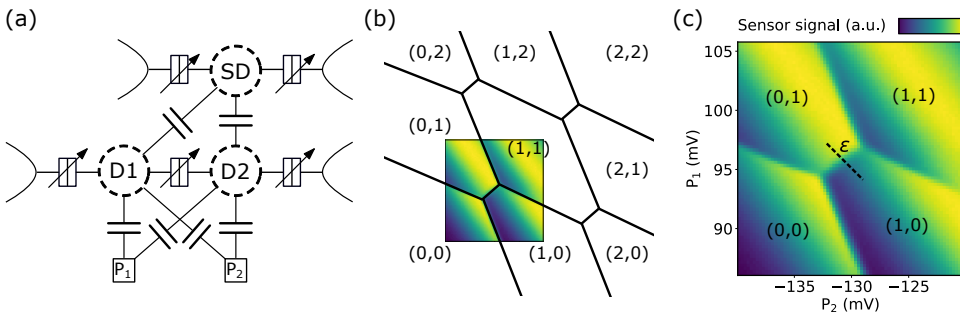 (a)
SD
D1
D2
P₁
P₂
(b)
(0,2)
(1,2)
(2,2)
(0,1)
(1,1)
(2,1)
(0,0)
(1,0)
(2,0)
(c)
Sensor signal (a.u.)
105
100
95
90
P₁ (mV)
(0,1)
(1,1)
ε
(0,0)
(1,0)
−135
−130
−125
P₂ (mV)